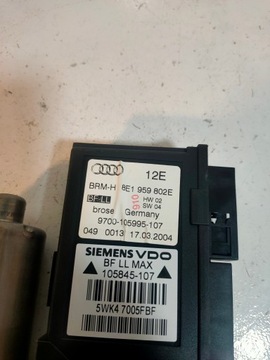 12E
BRM-H 8E1 959 802E
BF-LL HW 02
SW 04
brose Germany
9700-105995-107
049 0013 17.03.2004
SIEMENS VDO
BF LL MAX
105845-107
5WK4 7005FBF